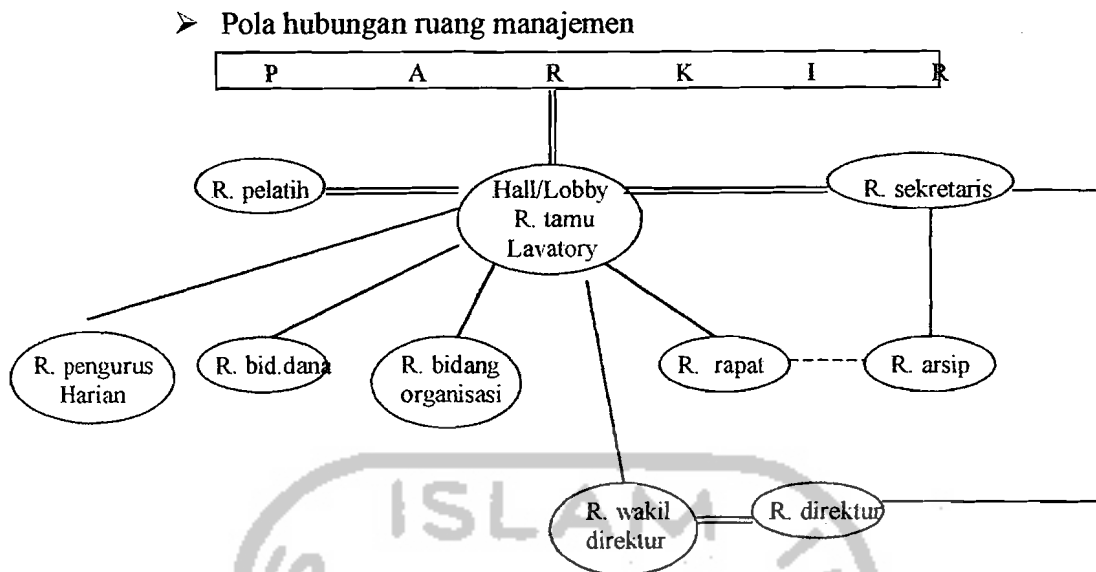 ➢ Pola hubungan ruang manajemen
P A R K I R
R. pelatih
Hall/Lobby
R. tamu
Lavatory
R. sekretaris
R. pengurus
Harian
R. bid.dana
R. bidang
organisasi
R. rapat
R. arsip
R. wakil
direktur
R. direktur
ISLAM